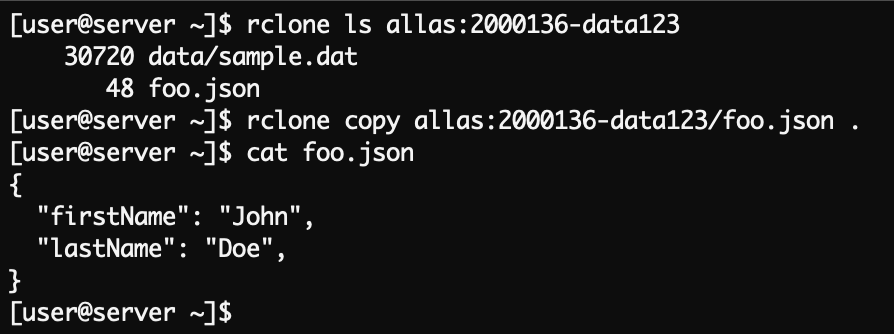 [user@server ~]$ rclone ls allas:2000136-data123
    30720 data/sample.dat
       48 foo.json
[user@server ~]$ rclone copy allas:2000136-data123/foo.json .
[user@server ~]$ cat foo.json
{
  "firstName": "John",
  "lastName": "Doe",
}
[user@server ~]$